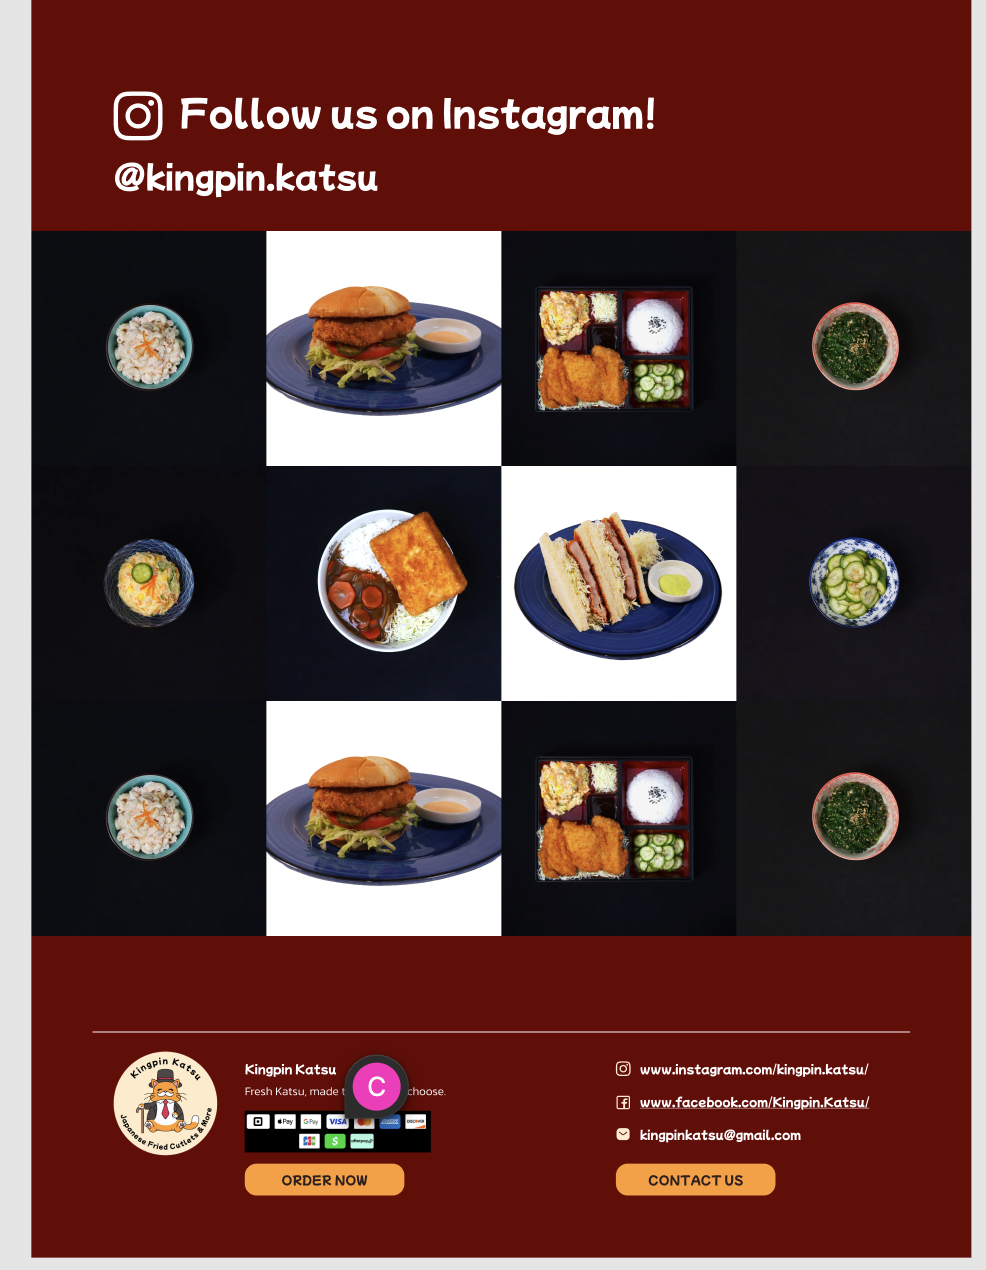 Follow us on Instagram!
@kingpin.katsu
Kingpin Katsu
Japanese Fried Cutlets & More
Kingpin Katsu
Fresh Katsu, made choose.
Pay G Pay VISA DISCOVER
JCB $ afterpay
ORDER NOW
www.instagram.com/kingpin.katsu/
www.facebook.com/Kingpin.Katsu/
kingpinkatsu@gmail.com
CONTACT US
C